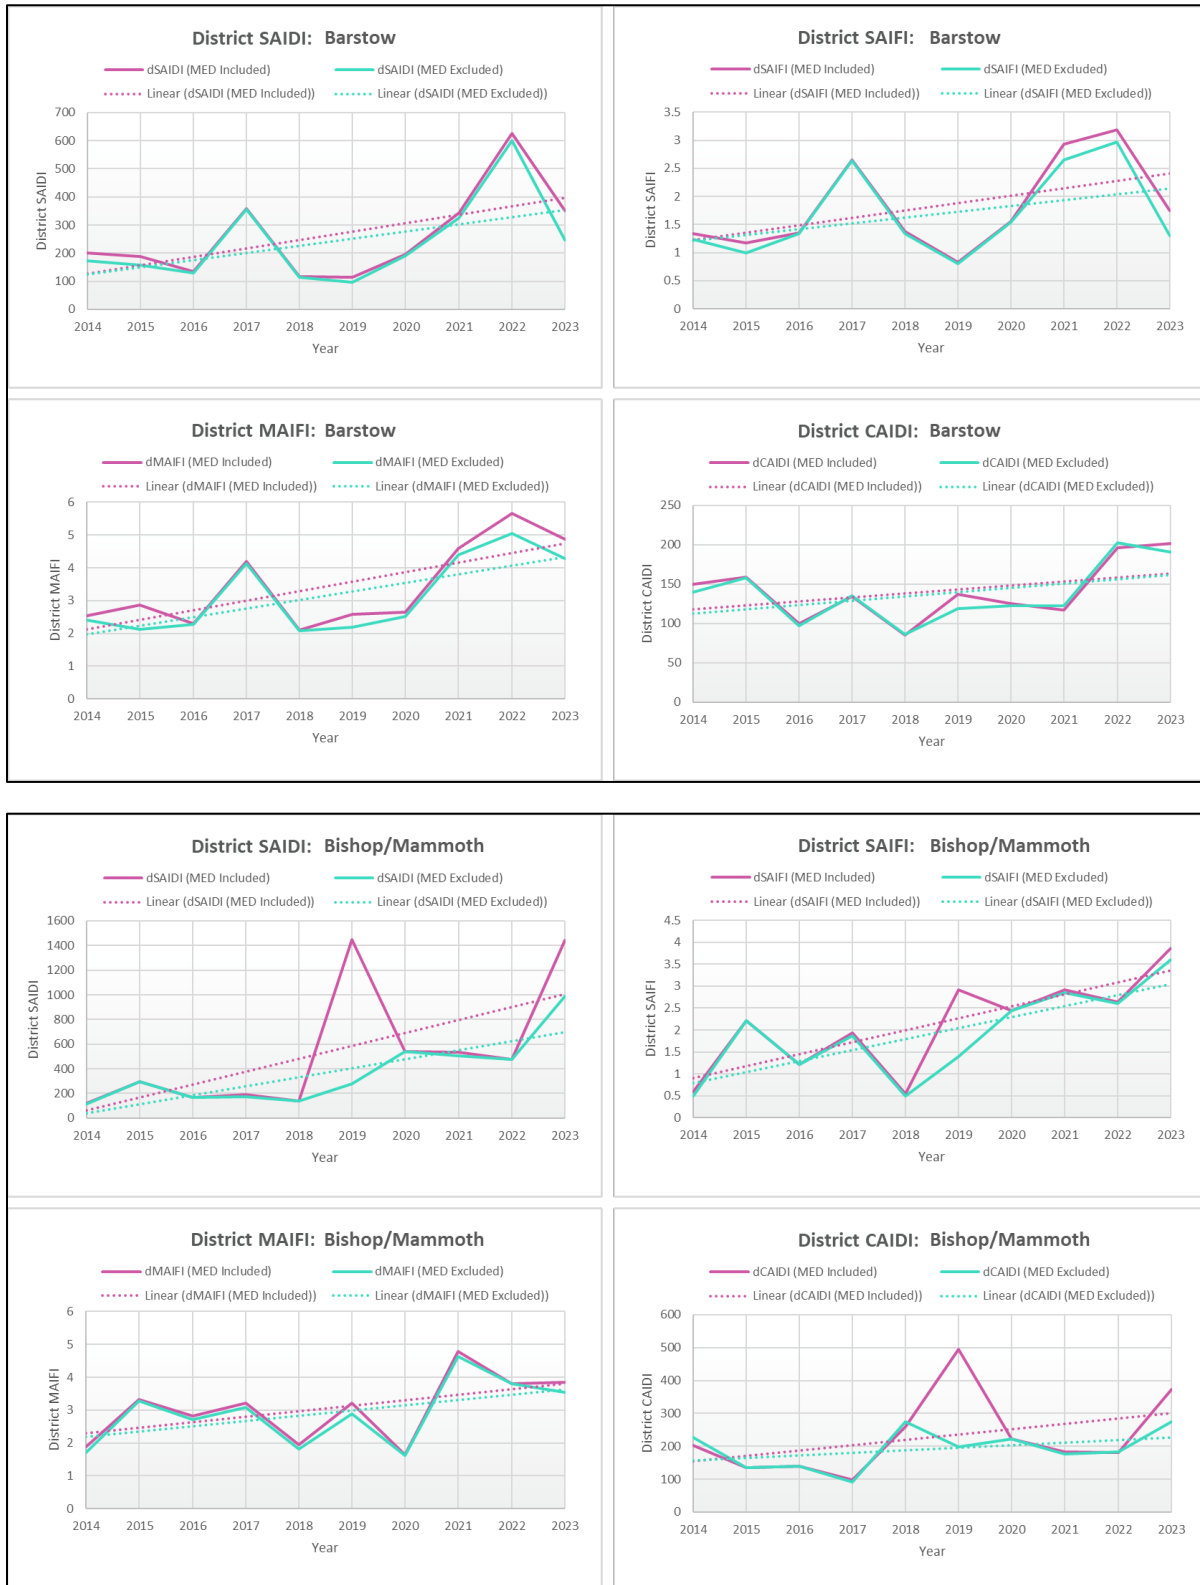 District SAIDI: Barstow
dSAIDI (MED Included)
dSAIDI (MED Excluded)
Linear (dSAIDI (MED Included))
Linear (dSAIDI (MED Excluded))
700
600
500
400
300
200
100
0
District SAIDI
2014 2015 2016 2017 2018 2019 2020 2021 2022 2023
Year
District SAIFI: Barstow
dSAIFI (MED Included)
dSAIFI (MED Excluded)
Linear (dSAIFI (MED Included))
Linear (dSAIFI (MED Excluded))
3.5
3
2.5
2
1.5
1
0.5
0
District SAIFI
2014 2015 2016 2017 2018 2019 2020 2021 2022 2023
Year
District MAIFI: Barstow
dMAIFI (MED Included)
dMAIFI (MED Excluded)
Linear (dMAIFI (MED Included))
Linear (dMAIFI (MED Excluded))
6
5
4
3
2
1
0
District MAIFI
2014 2015 2016 2017 2018 2019 2020 2021 2022 2023
Year
District CAIDI: Barstow
dCAIDI (MED Included)
dCAIDI (MED Excluded)
Linear (dCAIDI (MED Included))
Linear (dCAIDI (MED Excluded))
250
200
150
100
50
0
District CAIDI
2014 2015 2016 2017 2018 2019 2020 2021 2022 2023
Year
District SAIDI: Bishop/Mammoth
dSAIDI (MED Included)
dSAIDI (MED Excluded)
Linear (dSAIDI (MED Included))
Linear (dSAIDI (MED Excluded))
1600
1400
1200
1000
800
600
400
200
0
District SAIDI
2014 2015 2016 2017 2018 2019 2020 2021 2022 2023
Year
District SAIFI: Bishop/Mammoth
dSAIFI (MED Included)
dSAIFI (MED Excluded)
Linear (dSAIFI (MED Included))
Linear (dSAIFI (MED Excluded))
4.5
4
3.5
3
2.5
2
1.5
1
0.5
0
District SAIFI
2014 2015 2016 2017 2018 2019 2020 2021 2022 2023
Year
District MAIFI: Bishop/Mammoth
dMAIFI (MED Included)
dMAIFI (MED Excluded)
Linear (dMAIFI (MED Included))
Linear (dMAIFI (MED Excluded))
6
5
4
3
2
1
0
District MAIFI
2014 2015 2016 2017 2018 2019 2020 2021 2022 2023
Year
District CAIDI: Bishop/Mammoth
dCAIDI (MED Included)
dCAIDI (MED Excluded)
Linear (dCAIDI (MED Included))
Linear (dCAIDI (MED Excluded))
600
500
400
300
200
100
0
District CAIDI
2014 2015 2016 2017 2018 2019 2020 2021 2022 2023
Year